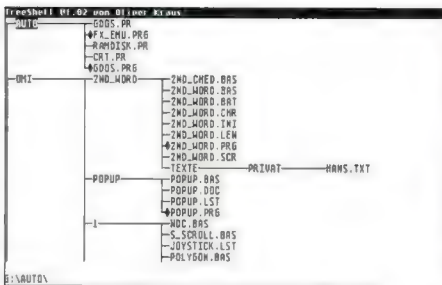 TreeShell V1.02 von Oliver Kraus
AUTO GDOS.PR
FX_EMU.PRG
RAMDISK.PR
CRT.PR
GDOS.PRG
OMI 2ND_WORD 2ND_CMED.BAS
2ND_WORD.BAS
2ND_WORD.BAT
2ND_WORD.CNR
2ND_WORD.INI
2ND_WORD.LEW
2ND_WORD.PRG
2ND_WORD.SCR
TEXTE PRIVAT HANS.TXT
POPUP POPUP.BAS
POPUP.DOC
POPUP.LST
POPUP.PRG
1 WDC.BAS
S_SCROLL.BAS
JOYSTICK.LST
POLYGON.BAS
G:\AUTO\